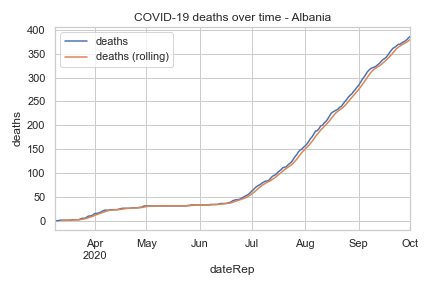 COVID-19 deaths over time - Albania
deaths
deaths (rolling)
400
350
300
250
200
150
100
50
0
deaths
Apr May Jun Jul Aug Sep Oct
2020
dateRep